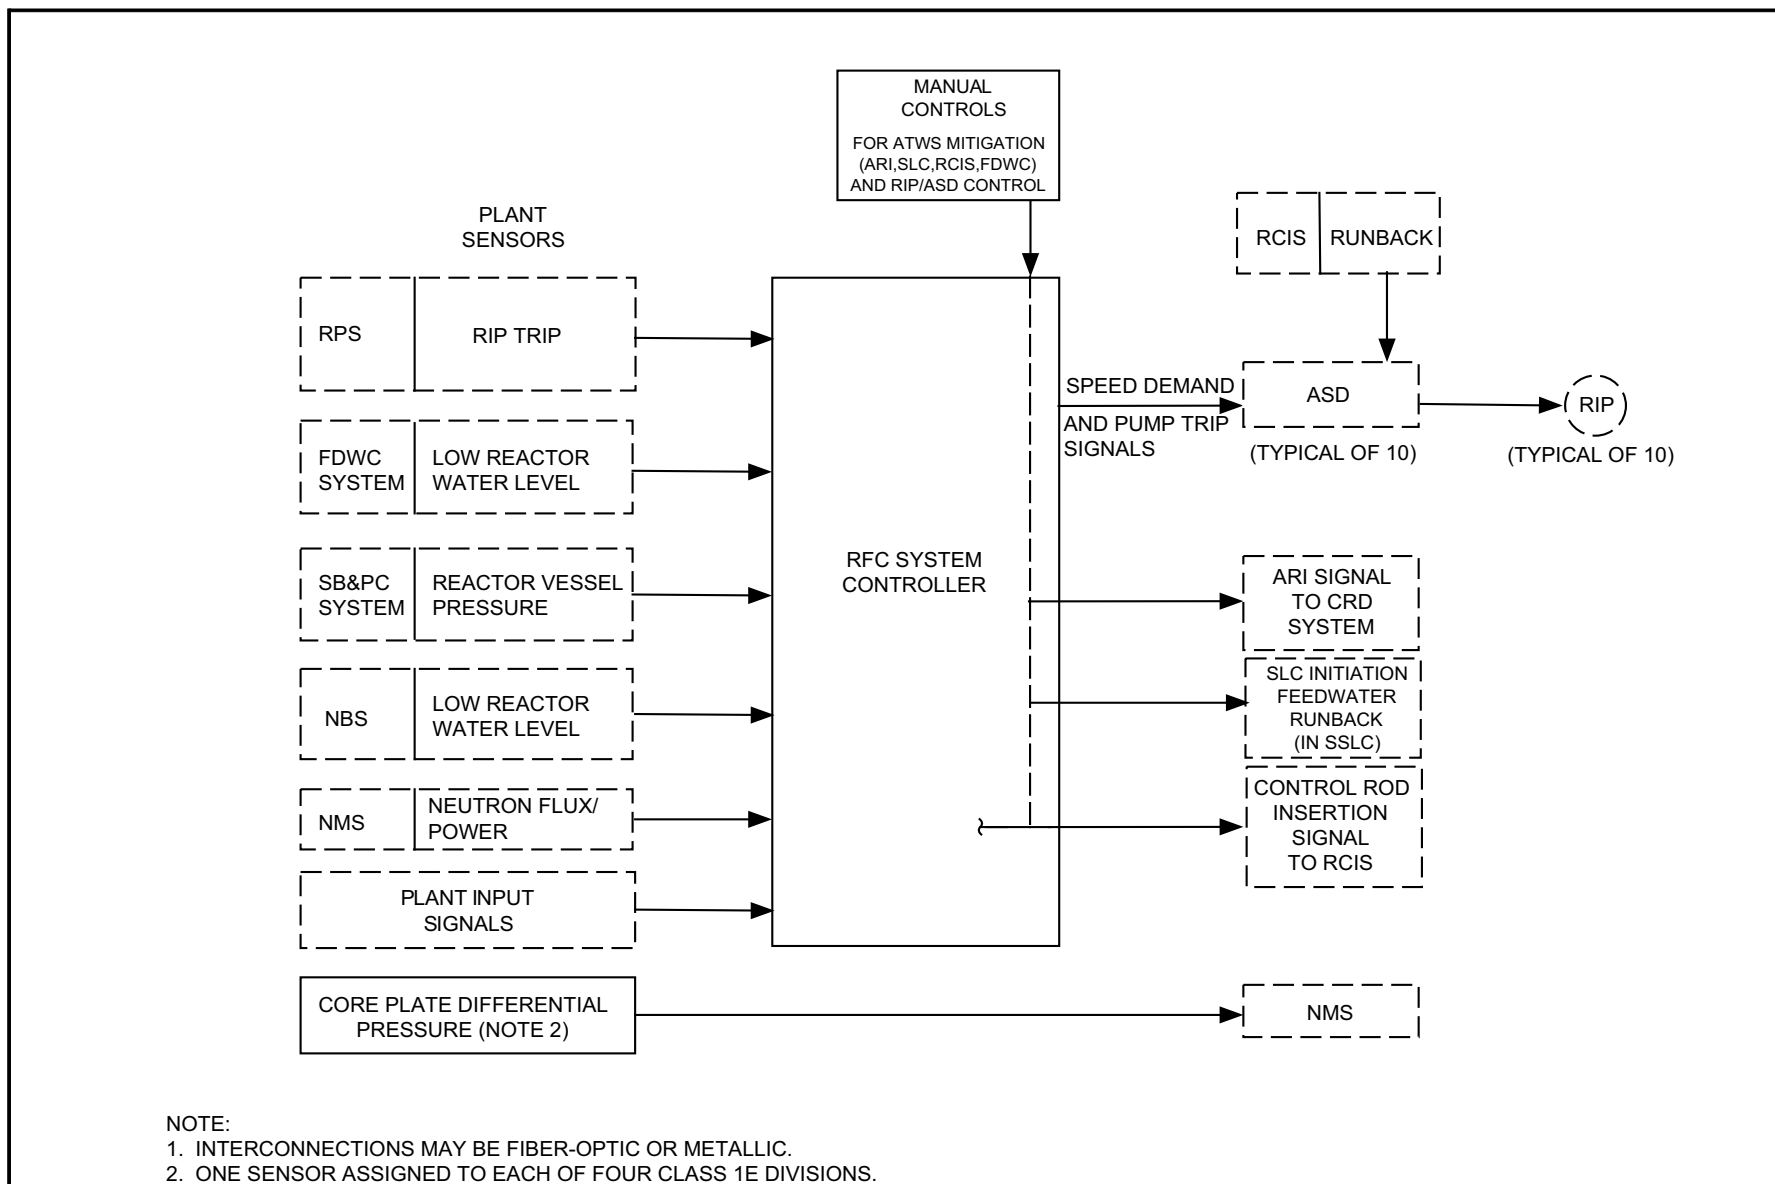 MANUAL
CONTROLS
FOR ATWS MITIGATION
(ARI,SLC,RCIS,FDWC)
AND RIP/ASD CONTROL
PLANT
SENSORS
RCIS
RUNBACK
RPS
RIP TRIP
SPEED DEMAND
AND PUMP TRIP
SIGNALS
ASD
(TYPICAL OF 10)
RIP
(TYPICAL OF 10)
FDWC
SYSTEM
LOW REACTOR
WATER LEVEL
SB&PC
SYSTEM
REACTOR VESSEL
PRESSURE
RFC SYSTEM
CONTROLLER
ARI SIGNAL
TO CRD
SYSTEM
NBS
LOW REACTOR
WATER LEVEL
SLC INITIATION
FEEDWATER
RUNBACK
(IN SSLC)
NMS
NEUTRON FLUX/
POWER
CONTROL ROD
INSERTION
SIGNAL
TO RCIS
PLANT INPUT
SIGNALS
CORE PLATE DIFFERENTIAL
PRESSURE (NOTE 2)
NMS
NOTE:
1. INTERCONNECTIONS MAY BE FIBER-OPTIC OR METALLIC.
2. ONE SENSOR ASSIGNED TO EACH OF FOUR CLASS 1E DIVISIONS.